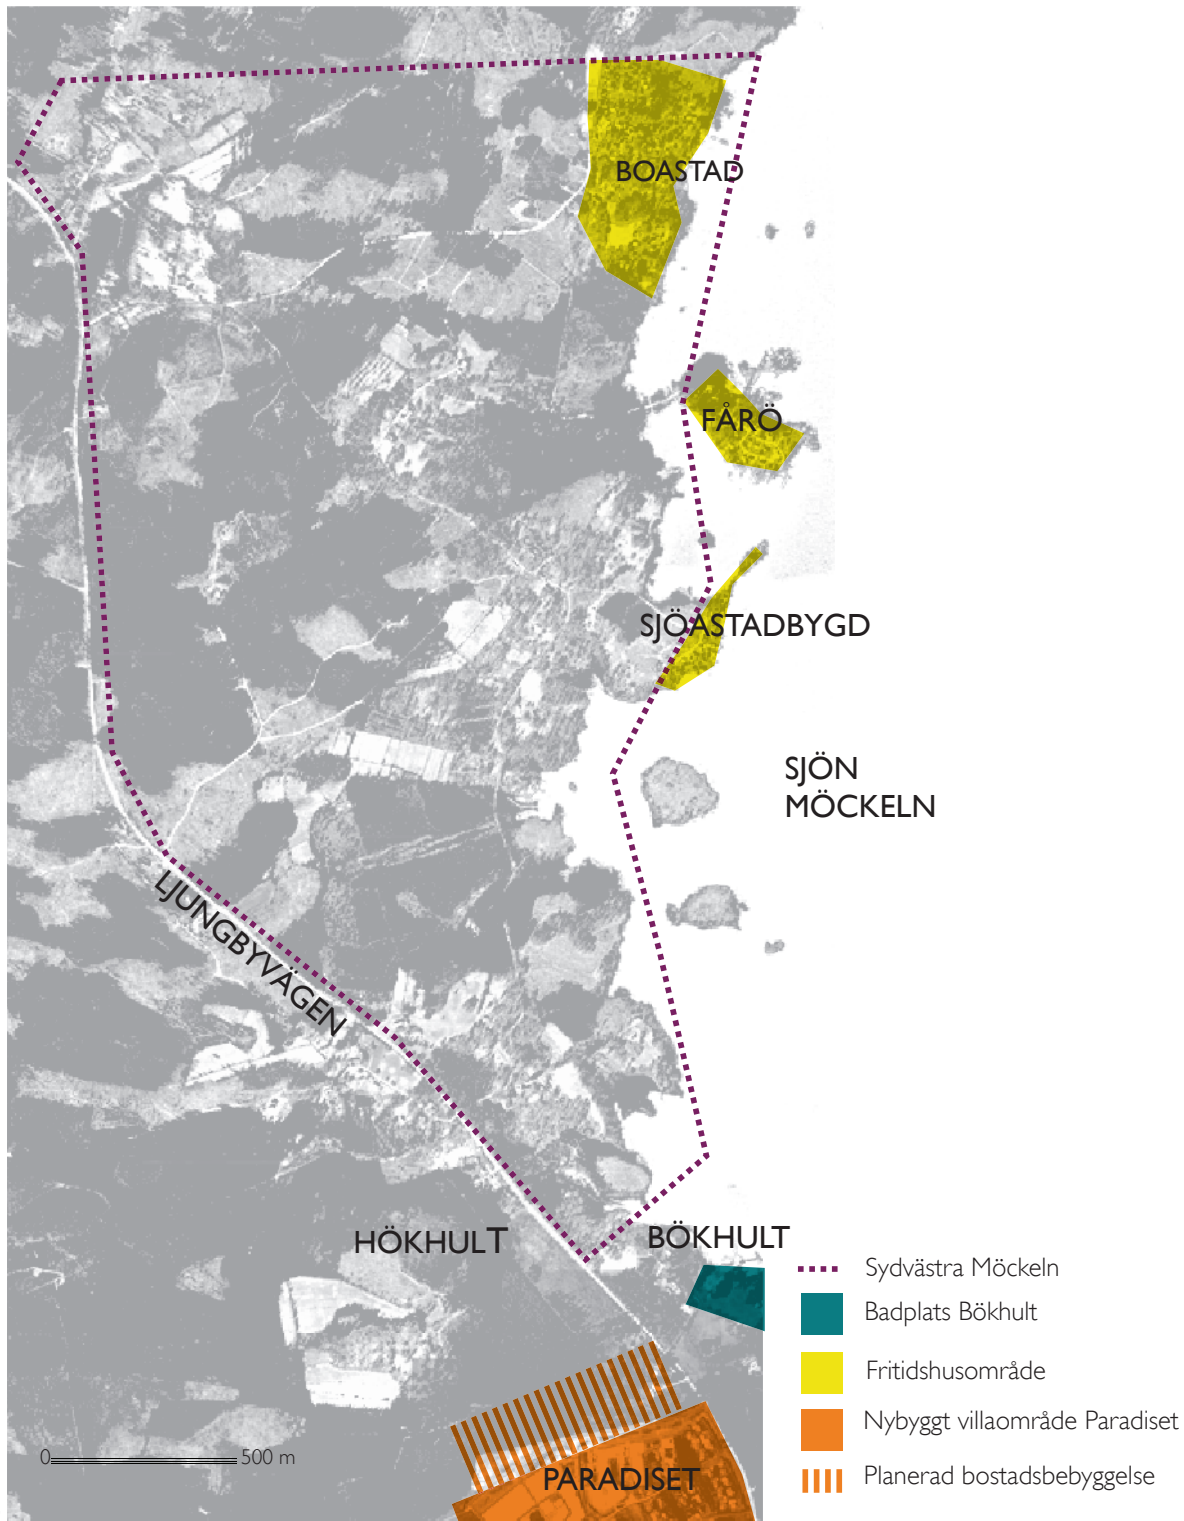 BOASTAD
FÅRÖ
SJÖASTADBYGD
SJÖN
MÖCKELN
LJUNGBYVÄGEN
HÖKHULT
BÖKHULT
Sydvästra Möckeln
Badplats Bökhult
Fritidshusområde
Nybyggt villaområde Paradiset
Planerad bostadsbebyggelse
0 500 m
PARADISET